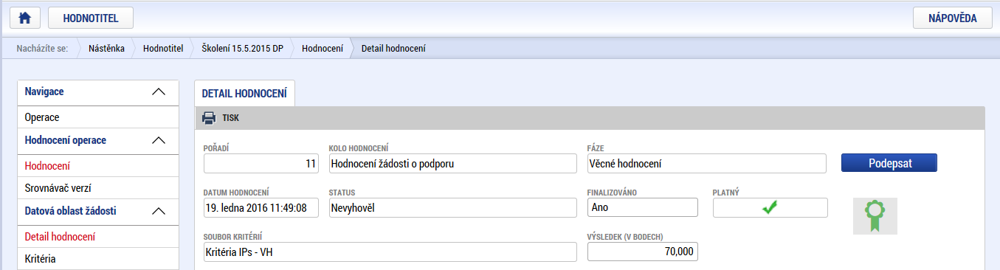 HODNOTITEL NÁPOVĚDA
Nacházíte se: Nástěnka Hodnotitel Školení 15.5.2015 DP Hodnocení Detail hodnocení
Navigace
Operace
Hodnocení operace
Hodnocení
Srovnávač verzí
Datová oblast žádosti
Detail hodnocení
Kritéria
DETAIL HODNOCENÍ
TISK
POŘADÍ KOLO HODNOCENÍ FÁZE
11 Hodnocení žádosti o podporu Věcné hodnocení Podepsat
DATUM HODNOCENÍ STATUS FINALIZOVÁNO PLATNÝ
19. ledna 2016 11:49:08 Nevyhověl Ano
SOUBOR KRITÉRIÍ VÝSLEDEK (V BODECH)
Kritéria IPs - VH 70,000